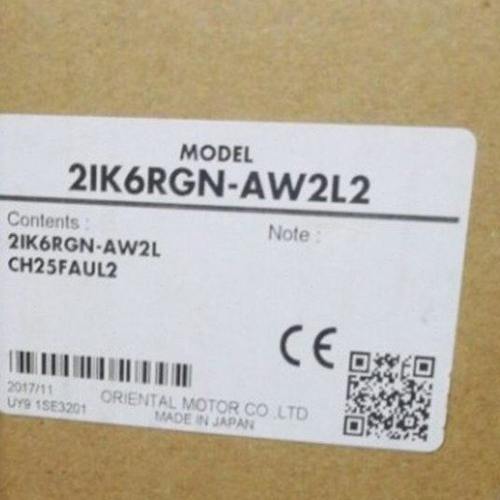 MODEL
2IK6RGN-AW2L2
Contents :
Note :
2IK6RGN-AW2L
CH25FAUL2
CE
2017/11
UY9 1SE3201
ORIENTAL MOTOR CO.,LTD
MADE IN JAPAN